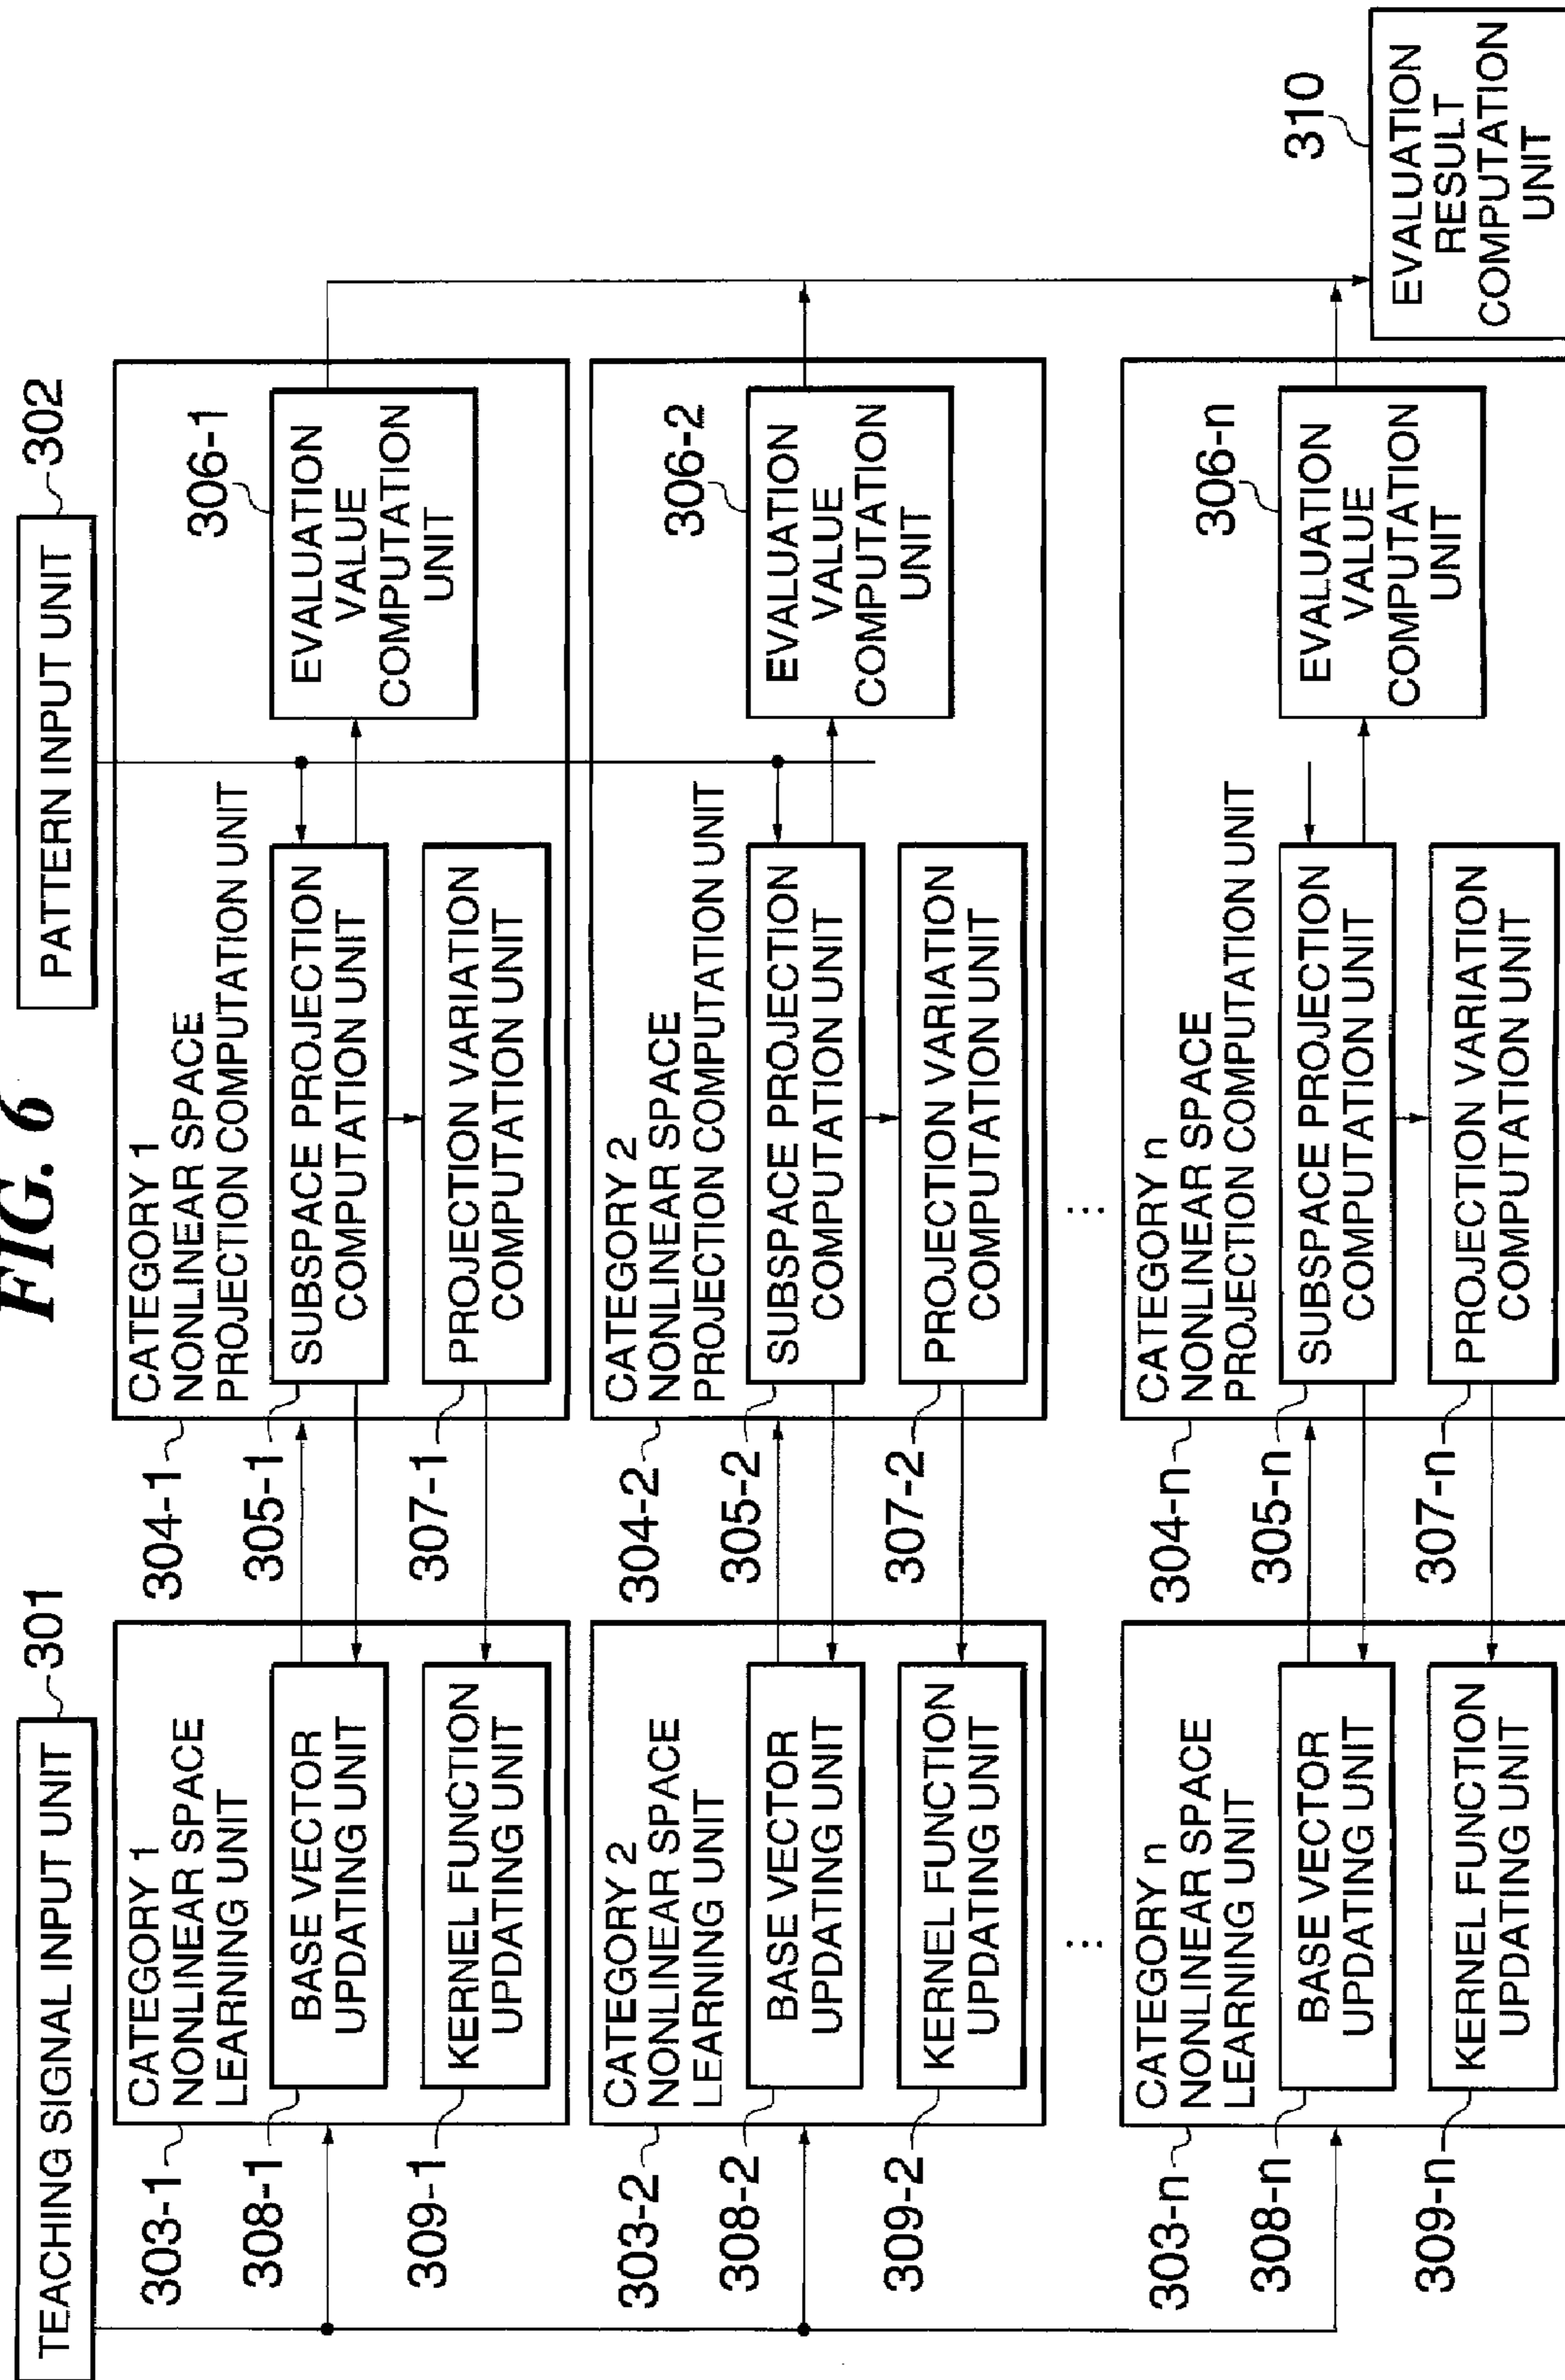 FIG. 6
TEACHING SIGNAL INPUT UNIT
301
PATTERN INPUT UNIT
302
303-1
CATEGORY 1
NONLINEAR SPACE
LEARNING UNIT
308-1
BASE VECTOR
UPDATING UNIT
309-1
KERNEL FUNCTION
UPDATING UNIT
304-1
CATEGORY 1
NONLINEAR SPACE
PROJECTION COMPUTATION UNIT
305-1
SUBSPACE PROJECTION
COMPUTATION UNIT
307-1
PROJECTION VARIATION
COMPUTATION UNIT
306-1
EVALUATION
VALUE
COMPUTATION
UNIT
303-2
CATEGORY 2
NONLINEAR SPACE
LEARNING UNIT
308-2
BASE VECTOR
UPDATING UNIT
309-2
KERNEL FUNCTION
UPDATING UNIT
304-2
CATEGORY 2
NONLINEAR SPACE
PROJECTION COMPUTATION UNIT
305-2
SUBSPACE PROJECTION
COMPUTATION UNIT
307-2
PROJECTION VARIATION
COMPUTATION UNIT
306-2
EVALUATION
VALUE
COMPUTATION
UNIT
...
...
303-n
CATEGORY n
NONLINEAR SPACE
LEARNING UNIT
308-n
BASE VECTOR
UPDATING UNIT
309-n
KERNEL FUNCTION
UPDATING UNIT
304-n
CATEGORY n
NONLINEAR SPACE
PROJECTION COMPUTATION UNIT
305-n
SUBSPACE PROJECTION
COMPUTATION UNIT
307-n
PROJECTION VARIATION
COMPUTATION UNIT
306-n
EVALUATION
VALUE
COMPUTATION
UNIT
310
EVALUATION
RESULT
COMPUTATION
UNIT